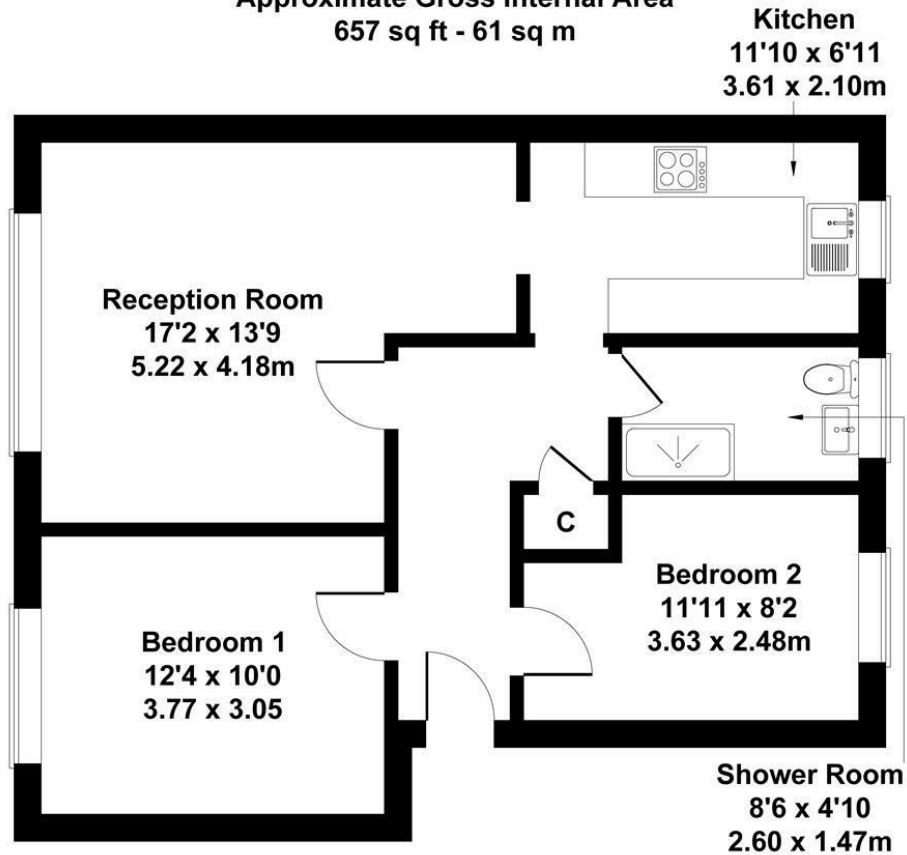 Approximate Gross Internal Area
657 sq ft - 61 sq m
Kitchen
11'10 x 6'11
3.61 x 2.10m
Reception Room
17'2 x 13'9
5.22 x 4.18m
C
Bedroom 2
11'11 x 8'2
3.63 x 2.48m
Bedroom 1
12'4 x 10'0
3.77 x 3.05
Shower Room
8'6 x 4'10
2.60 x 1.47m